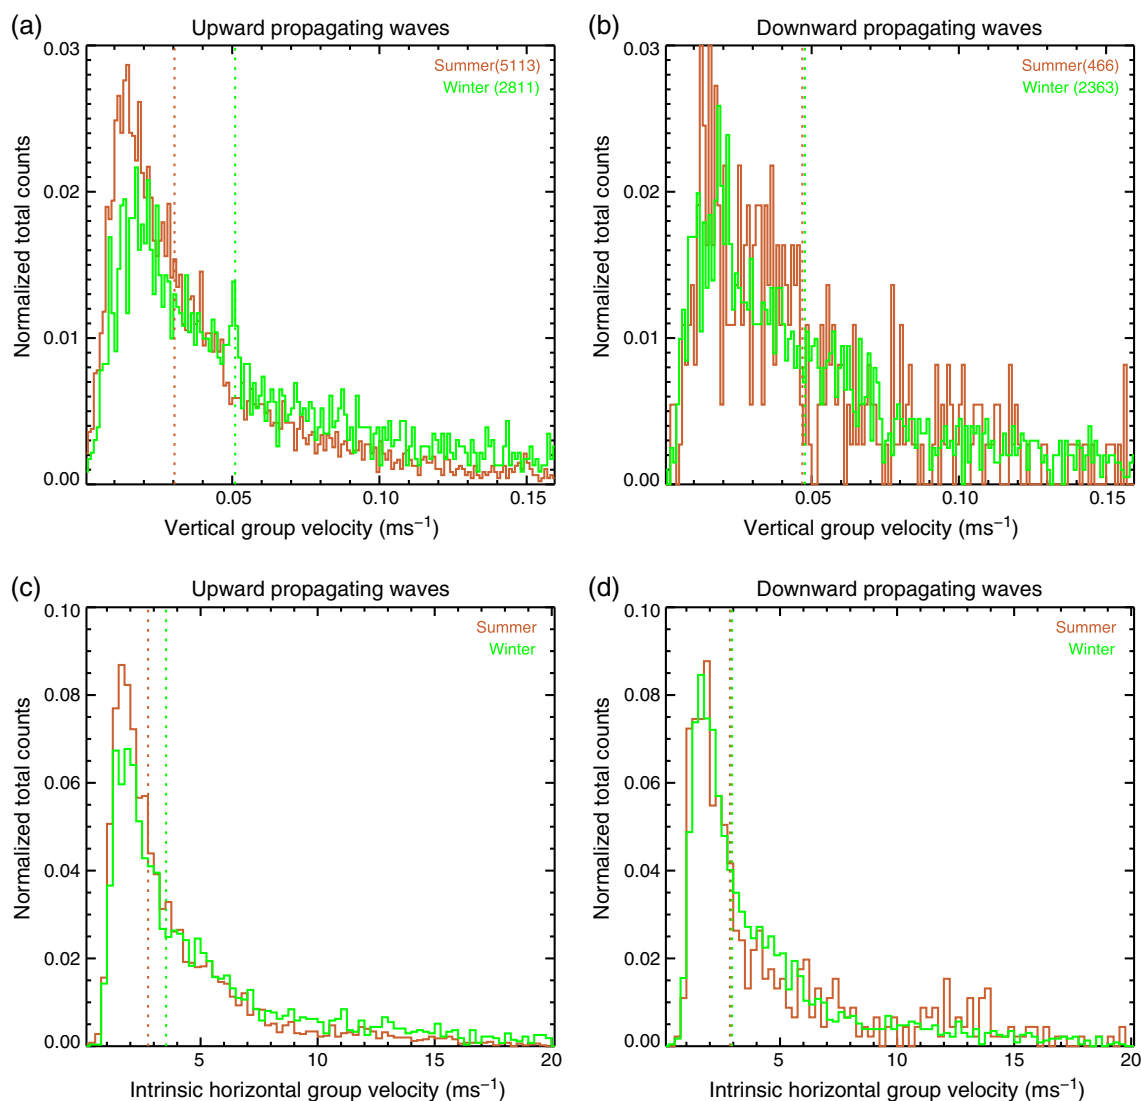 (a)
Upward propagating waves
0.03
0.02
0.01
0.00
Normalized total counts
Summer(5113)
Winter (2811)
0.05
0.10
0.15
Vertical group velocity (ms⁻¹)
(b)
Downward propagating waves
0.03
0.02
0.01
0.00
Normalized total counts
Summer(466)
Winter (2363)
0.05
0.10
0.15
Vertical group velocity (ms⁻¹)
(c)
Upward propagating waves
0.10
0.08
0.06
0.04
0.02
0.00
Normalized total counts
Summer
Winter
5
10
15
20
Intrinsic horizontal group velocity (ms⁻¹)
(d)
Downward propagating waves
0.10
0.08
0.06
0.04
0.02
0.00
Normalized total counts
Summer
Winter
5
10
15
20
Intrinsic horizontal group velocity (ms⁻¹)